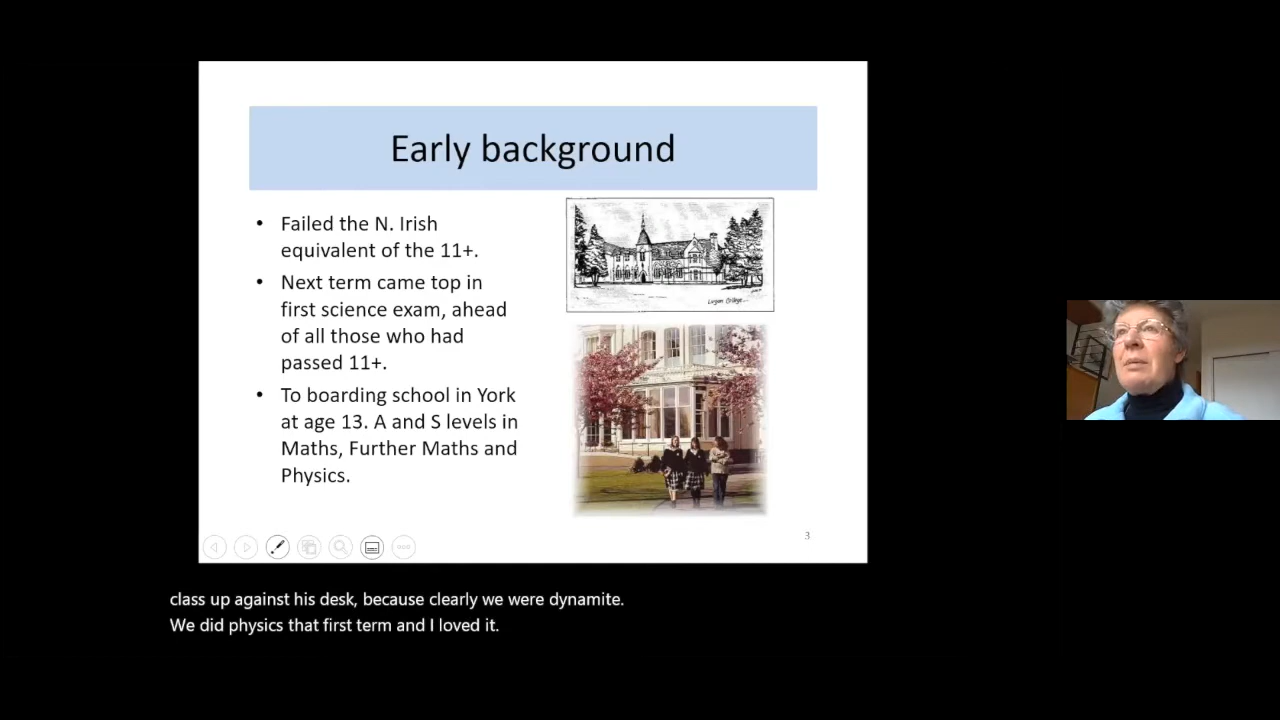 Early background
• Failed the N. Irish
equivalent of the 11+.
• Next term came top in
first science exam, ahead
of all those who had
passed 11+.
• To boarding school in York
at age 13. A and S levels in
Maths, Further Maths and
Physics.
Lurgan College
3
class up against his desk, because clearly we were dynamite.
We did physics that first term and I loved it.